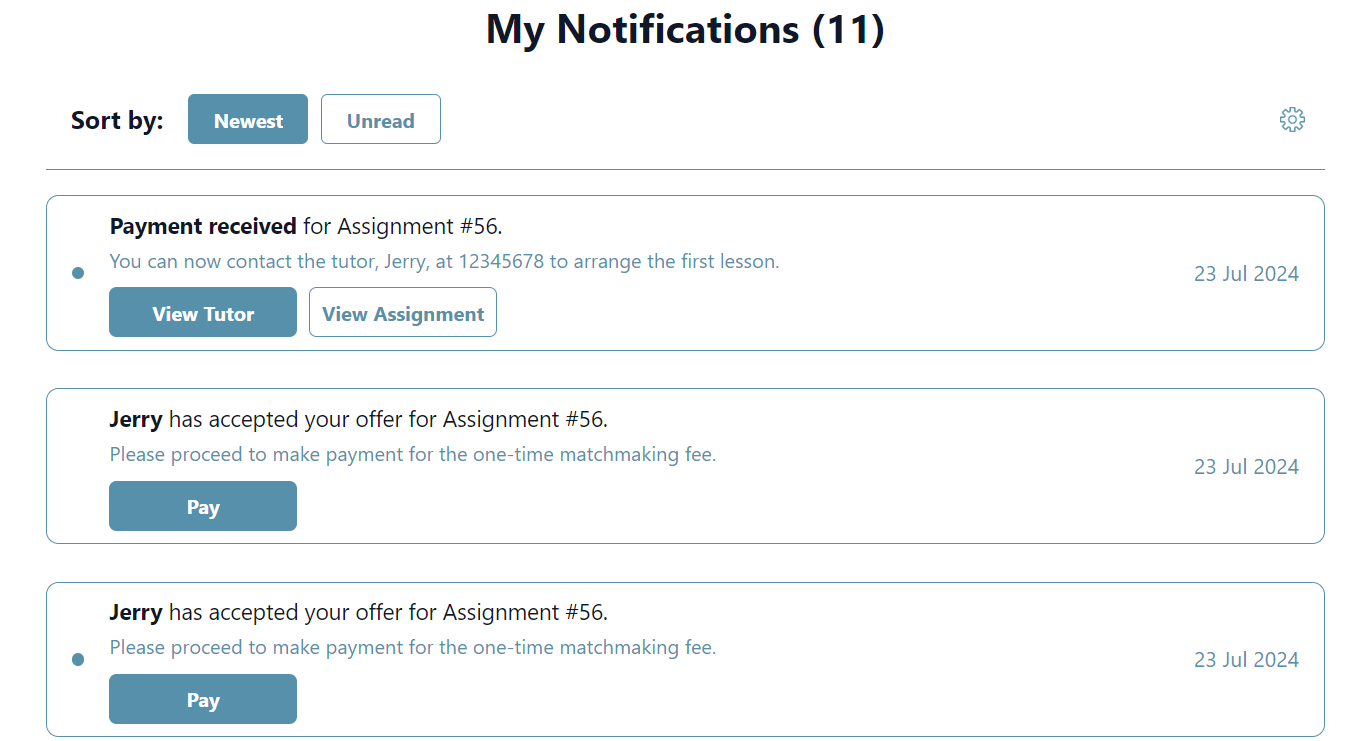 My Notifications (11)
Sort by: Newest Unread
Payment received for Assignment #56.
You can now contact the tutor, Jerry, at 12345678 to arrange the first lesson.
23 Jul 2024
View Tutor View Assignment
Jerry has accepted your offer for Assignment #56.
Please proceed to make payment for the one-time matchmaking fee.
23 Jul 2024
Pay
Jerry has accepted your offer for Assignment #56.
Please proceed to make payment for the one-time matchmaking fee.
23 Jul 2024
Pay